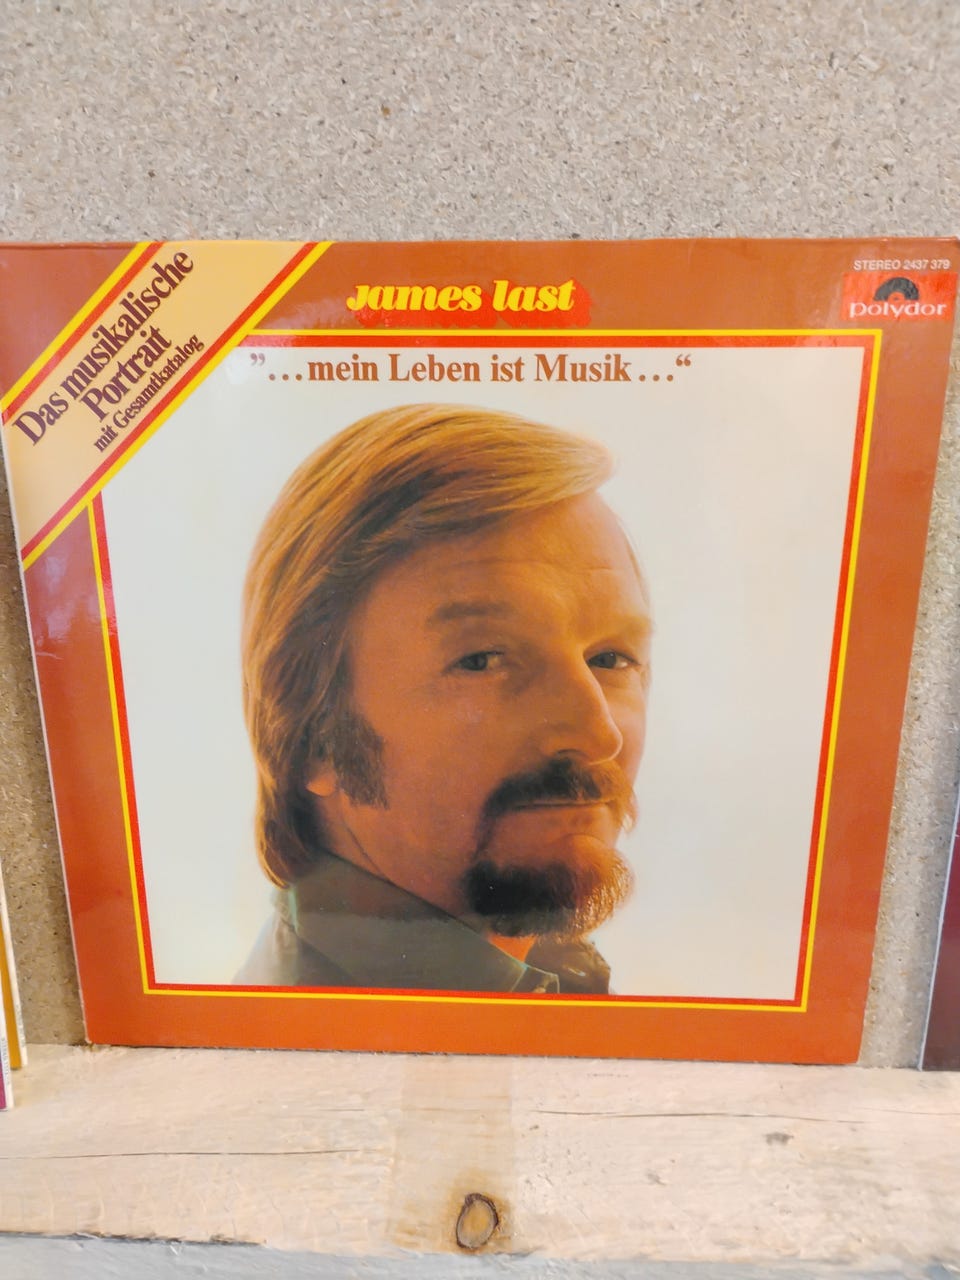 Das musikalische
Portrait
mit Gesamtkatalog
james last
STEREO 2437 379
polydor
”...mein Leben ist Musik...“